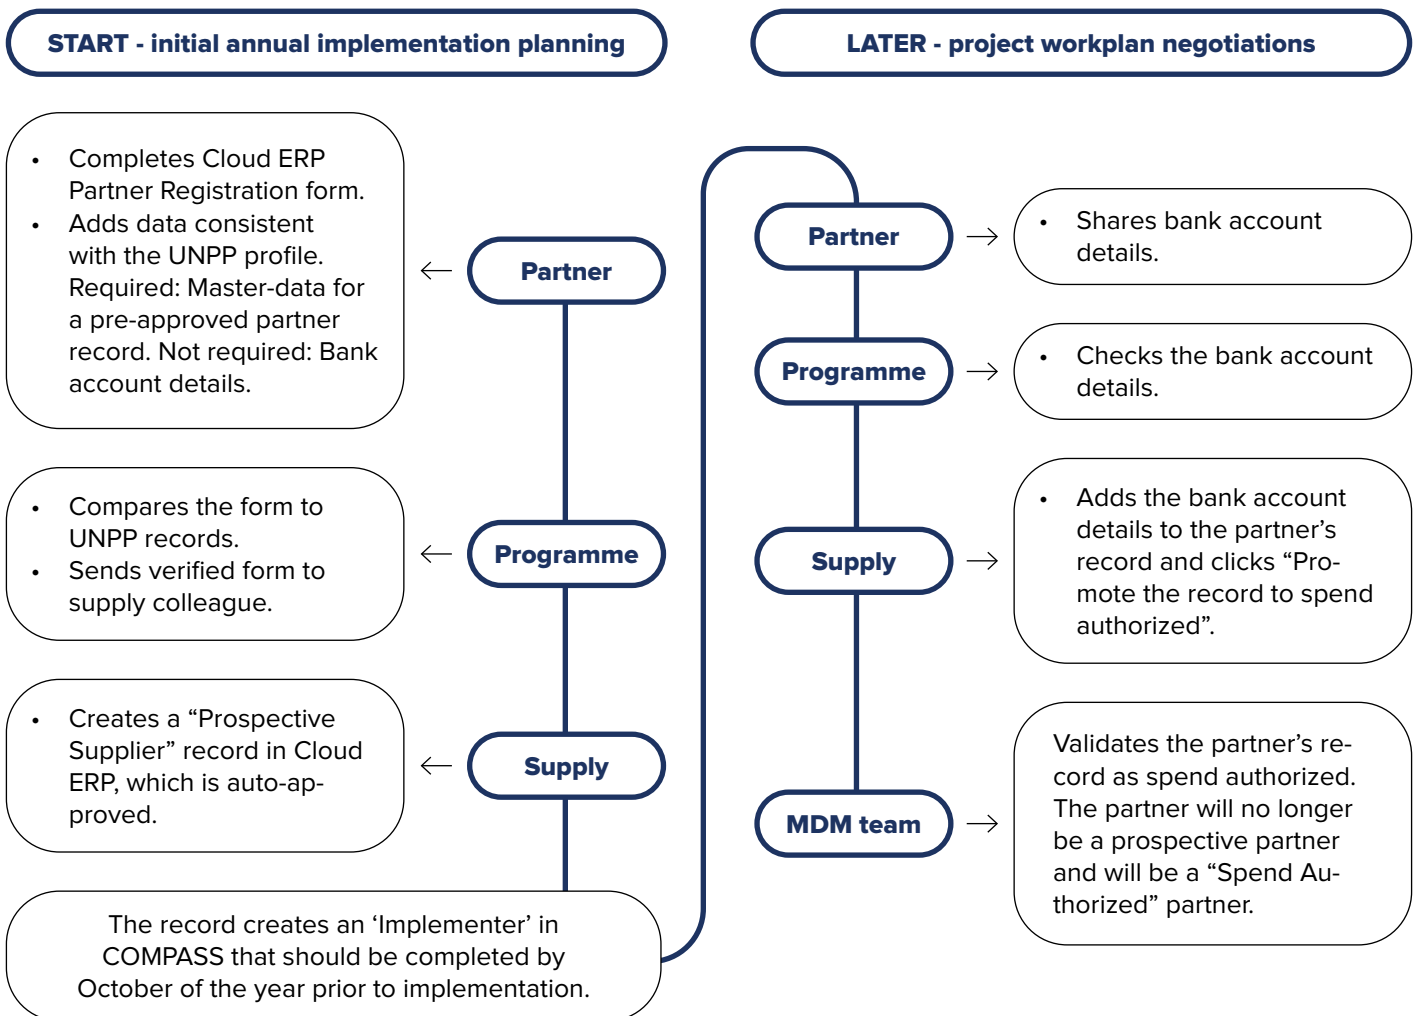 START - initial annual implementation planning
• Completes Cloud ERP
Partner Registration form.
• Adds data consistent
with the UNPP profile.
Required: Master-data for
a pre-approved partner
record. Not required: Bank
account details.
Partner
• Compares the form to
UNPP records.
• Sends verified form to
supply colleague.
Programme
• Creates a “Prospective
Supplier” record in Cloud
ERP, which is auto-ap-
proved.
Supply
The record creates an ‘Implementer’ in
COMPASS that should be completed by
October of the year prior to implementation.
LATER - project workplan negotiations
Partner
• Shares bank account
details.
Programme
• Checks the bank account
details.
Supply
• Adds the bank account
details to the partner’s
record and clicks “Pro-
mote the record to spend
authorized”.
MDM team
Validates the partner’s re-
cord as spend authorized.
The partner will no longer
be a prospective partner
and will be a “Spend Au-
thorized” partner.